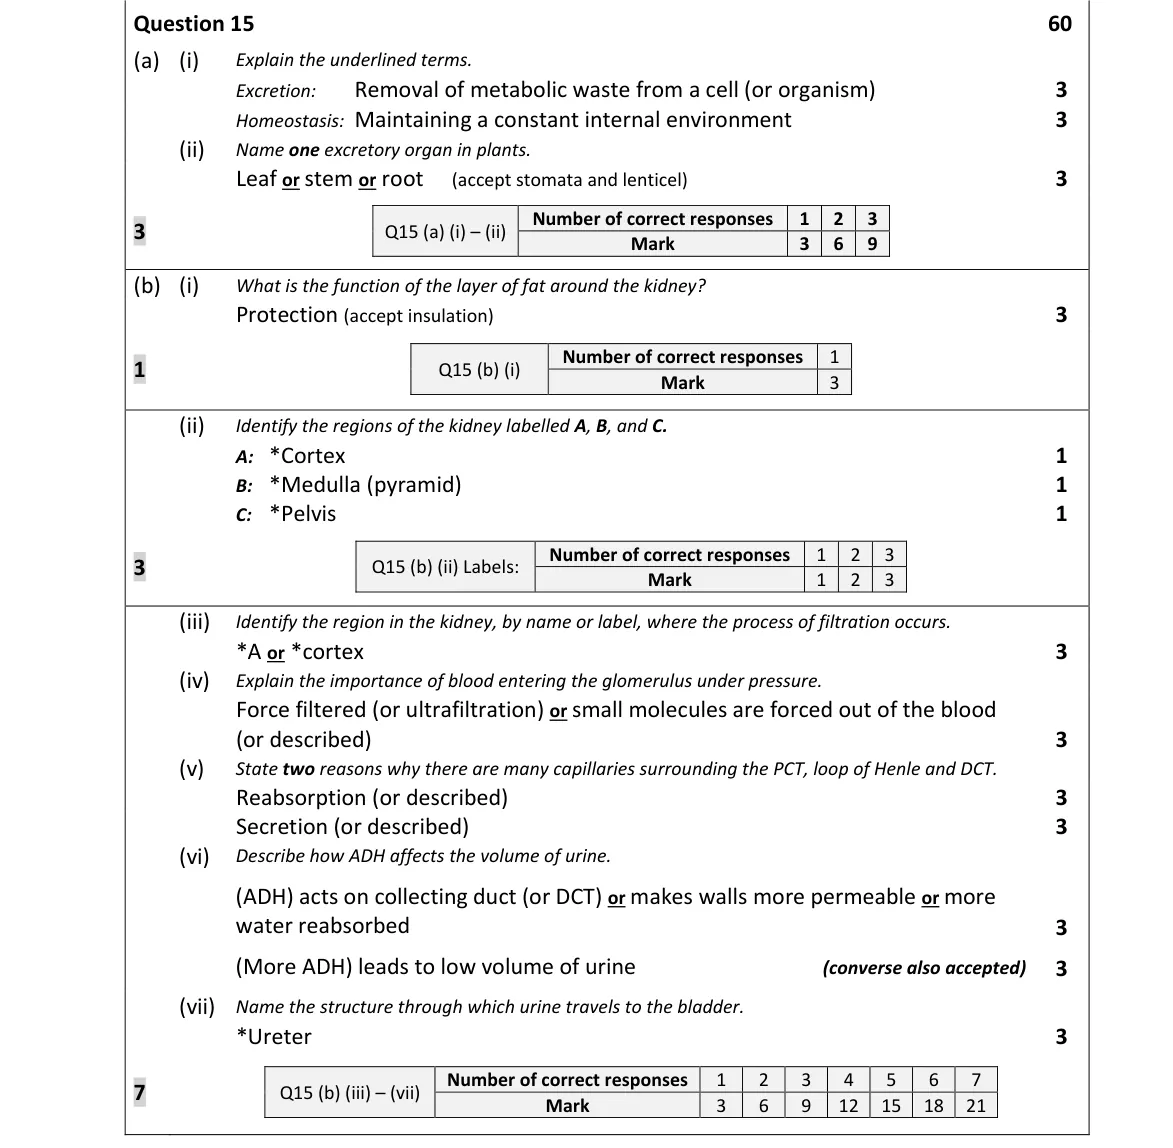 Question 15 60
(a) (i) Explain the underlined terms.
Excretion: Removal of metabolic waste from a cell (or organism) 3
Homeostasis: Maintaining a constant internal environment 3
(ii) Name one excretory organ in plants.
Leaf or stem or root (accept stomata and lenticel) 3
3
Q15 (a) (i) – (ii)
Number of correct responses 1 2 3
Mark 3 6 9
(b) (i) What is the function of the layer of fat around the kidney?
Protection (accept insulation) 3
1
Q15 (b) (i)
Number of correct responses 1
Mark 3
(ii) Identify the regions of the kidney labelled A, B, and C.
A: *Cortex 1
B: *Medulla (pyramid) 1
C: *Pelvis 1
3
Q15 (b) (ii) Labels:
Number of correct responses 1 2 3
Mark 1 2 3
(iii) Identify the region in the kidney, by name or label, where the process of filtration occurs.
*A or *cortex 3
(iv) Explain the importance of blood entering the glomerulus under pressure.
Force filtered (or ultrafiltration) or small molecules are forced out of the blood
(or described) 3
(v) State two reasons why there are many capillaries surrounding the PCT, loop of Henle and DCT.
Reabsorption (or described) 3
Secretion (or described) 3
(vi) Describe how ADH affects the volume of urine.
(ADH) acts on collecting duct (or DCT) or makes walls more permeable or more
water reabsorbed 3
(More ADH) leads to low volume of urine (converse also accepted) 3
(vii) Name the structure through which urine travels to the bladder.
*Ureter 3
7
Q15 (b) (iii) – (vii)
Number of correct responses 1 2 3 4 5 6 7
Mark 3 6 9 12 15 18 21